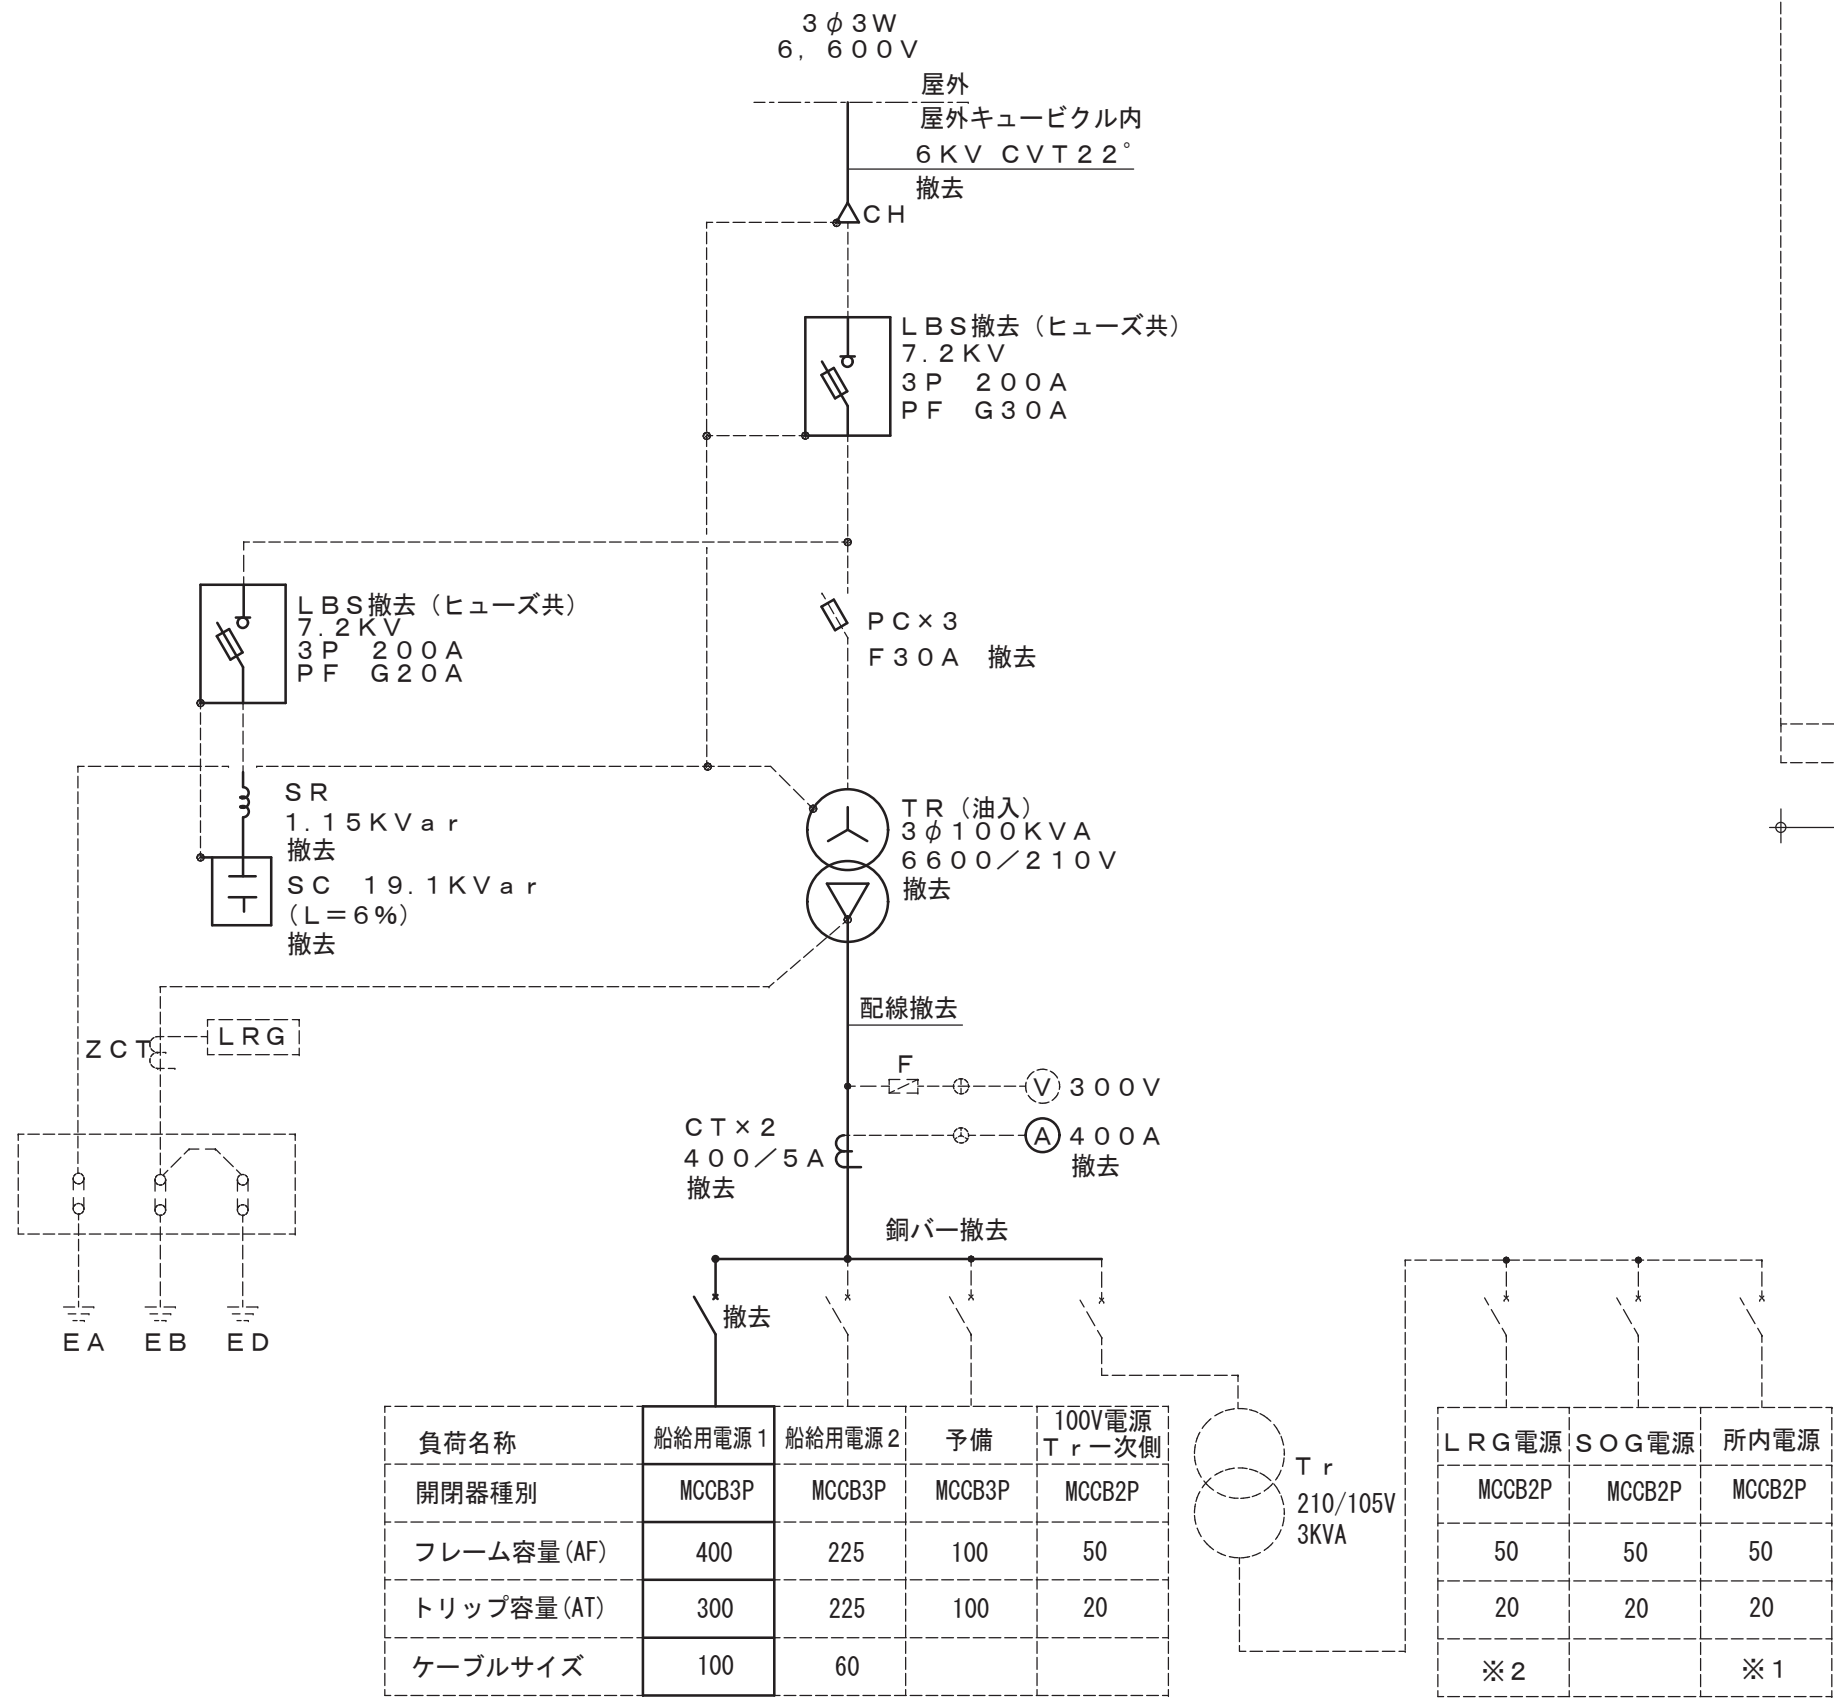 ３φ３Ｗ
６，６００Ｖ
屋外
屋外キュービクル内
６ＫＶ ＣＶＴ２２°
撤去
ＣＨ
ＬＢＳ撤去（ヒューズ共）
７．２ＫＶ
３Ｐ　２００Ａ
ＰＦ　Ｇ３０Ａ
ＬＢＳ撤去（ヒューズ共）
７．２ＫＶ
３Ｐ　２００Ａ
ＰＦ　Ｇ２０Ａ
ＰＣ×３
Ｆ３０Ａ　撤去
ＳＲ
１．１５ＫＶａｒ
撤去
ＳＣ　１９．１ＫＶａｒ
（Ｌ＝６％）
撤去
ＴＲ（油入）
３φ１００ＫＶＡ
６６００／２１０Ｖ
撤去
配線撤去
ＺＣＴ
ＬＲＧ
Ｆ
Ｖ
３００Ｖ
ＣＴ×２
４００／５Ａ
撤去
Ａ
４００Ａ
撤去
銅バー撤去
撤去
ＥＡ　ＥＢ　ＥＤ
負荷名称　船給用電源１　船給用電源２　予備　100V電源
Ｔｒ一次側
ＬＲＧ電源　ＳＯＧ電源　所内電源
開閉器種別　MCCB3P　MCCB3P　MCCB3P　MCCB2P
MCCB2P　MCCB2P　MCCB2P
フレーム容量(AF)　400　225　100　50
50　50　50
トリップ容量(AT)　300　225　100　20
20　20　20
ケーブルサイズ　100　60
※２　※１
Ｔｒ
210/105V
3KVA